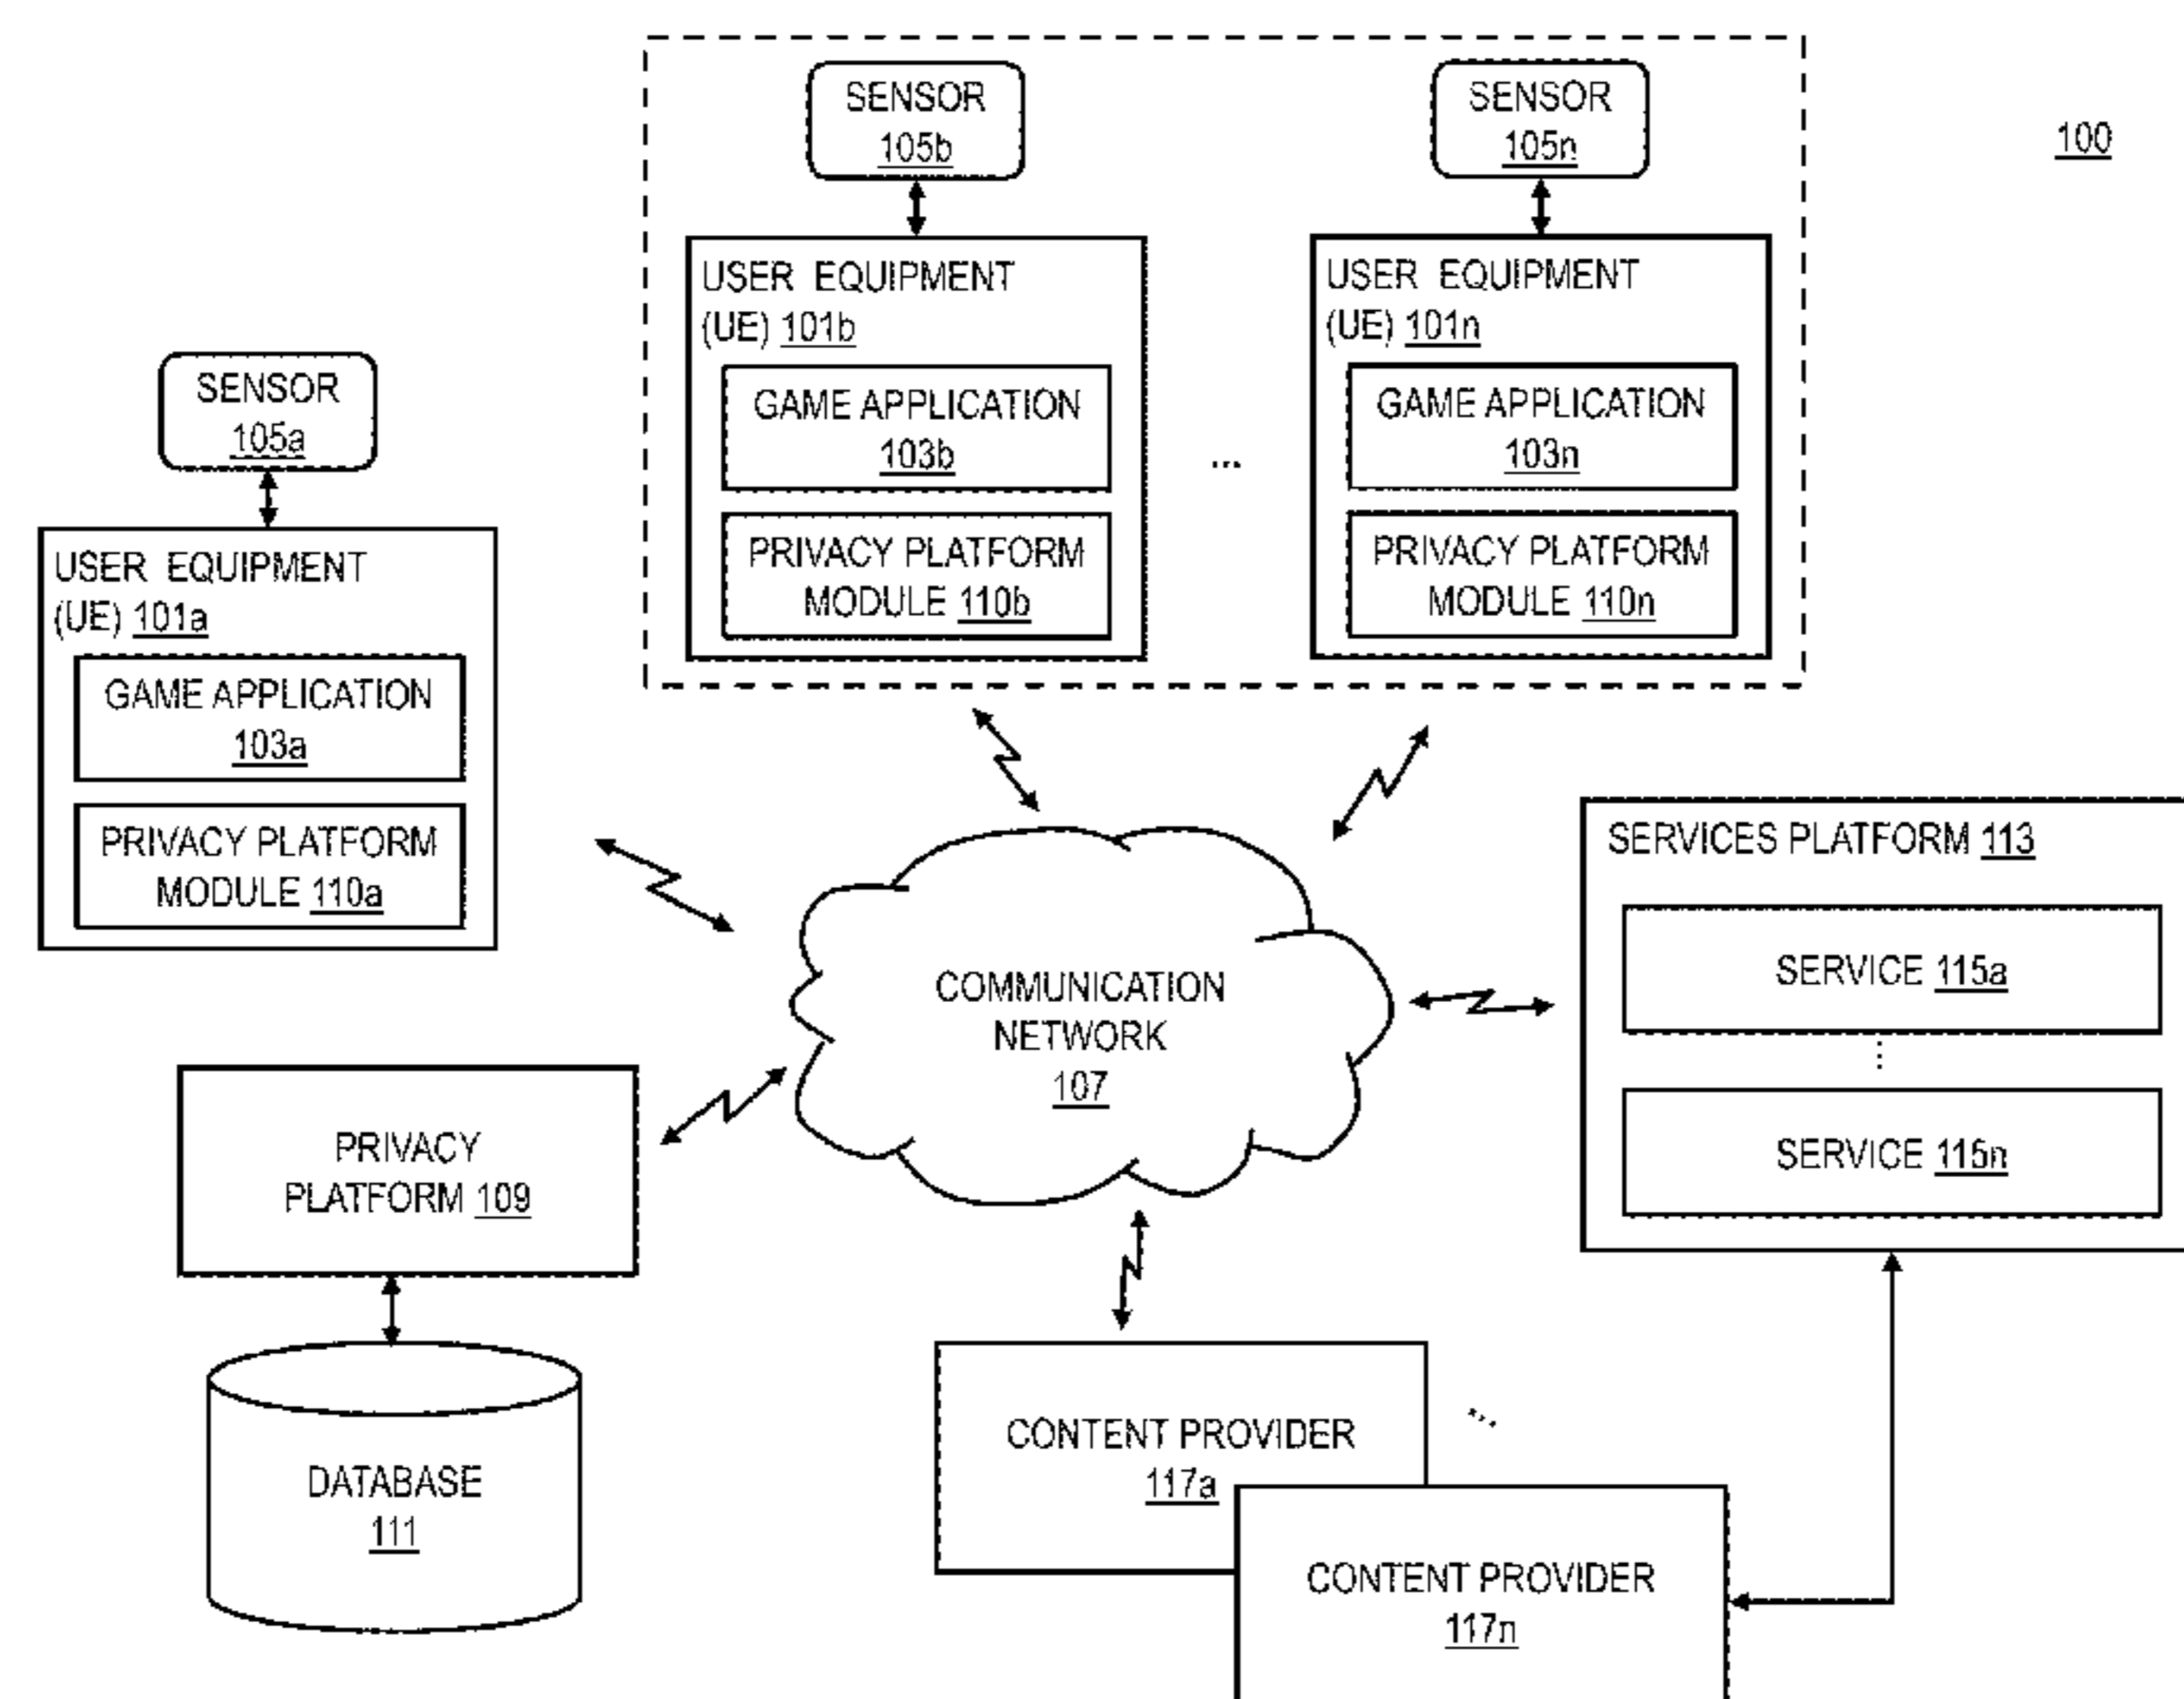 SENSOR
105b
SENSOR
105n
100
USER EQUIPMENT
(UE) 101b
GAME APPLICATION
103b
PRIVACY PLATFORM
MODULE 110b
...
USER EQUIPMENT
(UE) 101n
GAME APPLICATION
103n
PRIVACY PLATFORM
MODULE 110n
SENSOR
105a
USER EQUIPMENT
(UE) 101a
GAME APPLICATION
103a
PRIVACY PLATFORM
MODULE 110a
COMMUNICATION
NETWORK
107
SERVICES PLATFORM 113
SERVICE 115a
...
SERVICE 115n
PRIVACY
PLATFORM 109
DATABASE
111
CONTENT PROVIDER
117a
...
CONTENT PROVIDER
117n